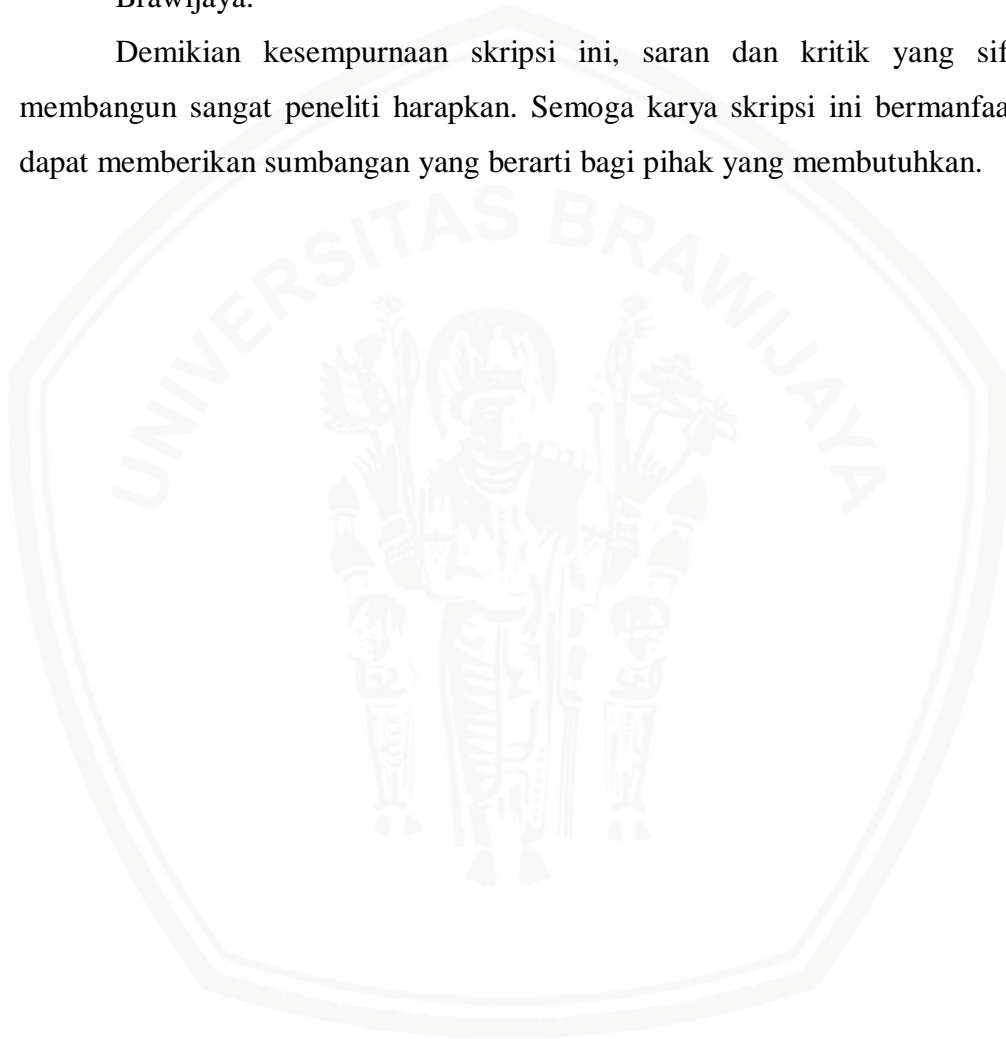 Brawijaya.
Demikian kesempurnaan skripsi ini, saran dan kritik yang sif
membangun sangat peneliti harapkan. Semoga karya skripsi ini bermanfaa
dapat memberikan sumbangan yang berarti bagi pihak yang membutuhkan.
UNIVERSITAS BRAWIJAYA